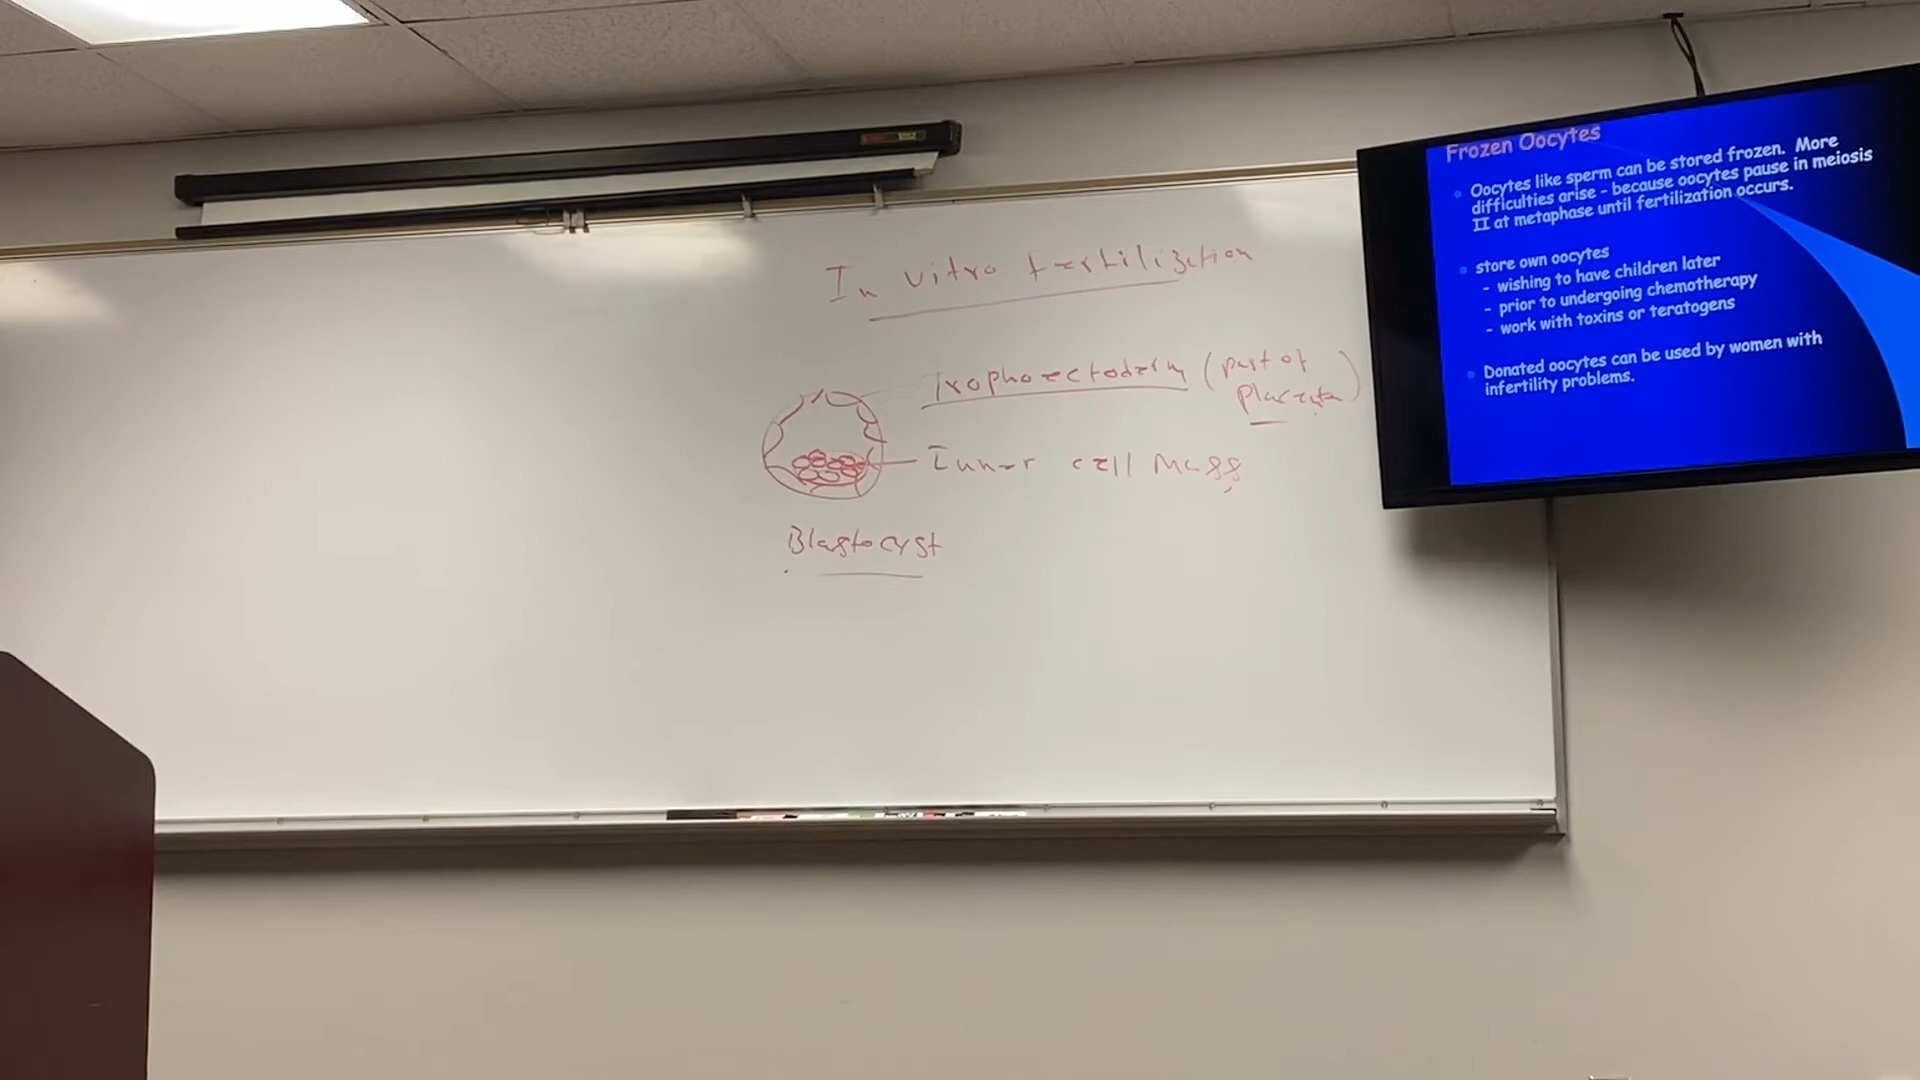 In vitro fertilization
Trophoectoderm (part of
placenta)
Inner cell mass
Blastocyst
Frozen Oocytes
• Oocytes like sperm can be stored frozen. More
difficulties arise - because oocytes pause in meiosis
II at metaphase until fertilization occurs.
• store own oocytes
- wishing to have children later
- prior to undergoing chemotherapy
- work with toxins or teratogens
• Donated oocytes can be used by women with
infertility problems.